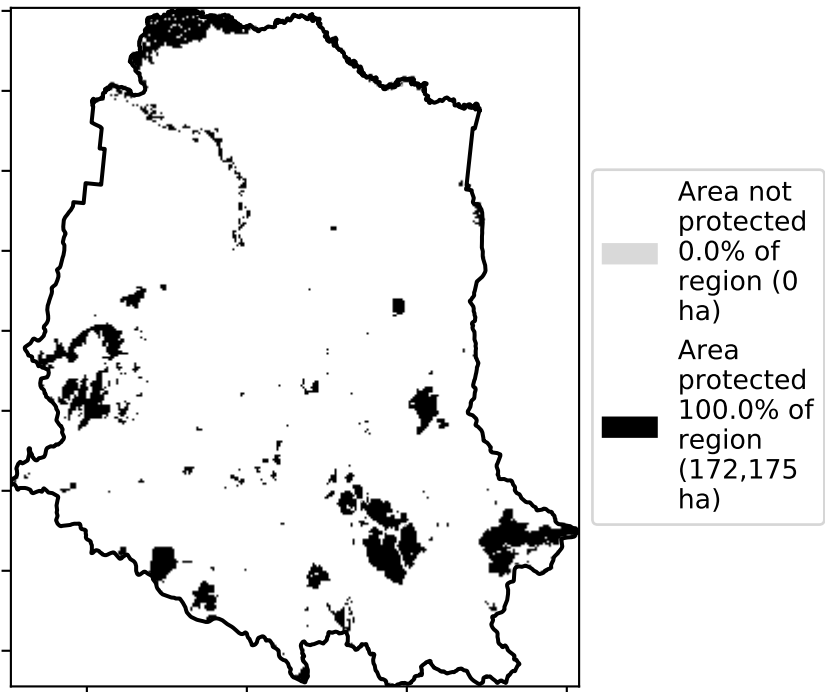 Area not
protected
0.0% of
region (0
ha)
Area
protected
100.0% of
region
(172,175
ha)